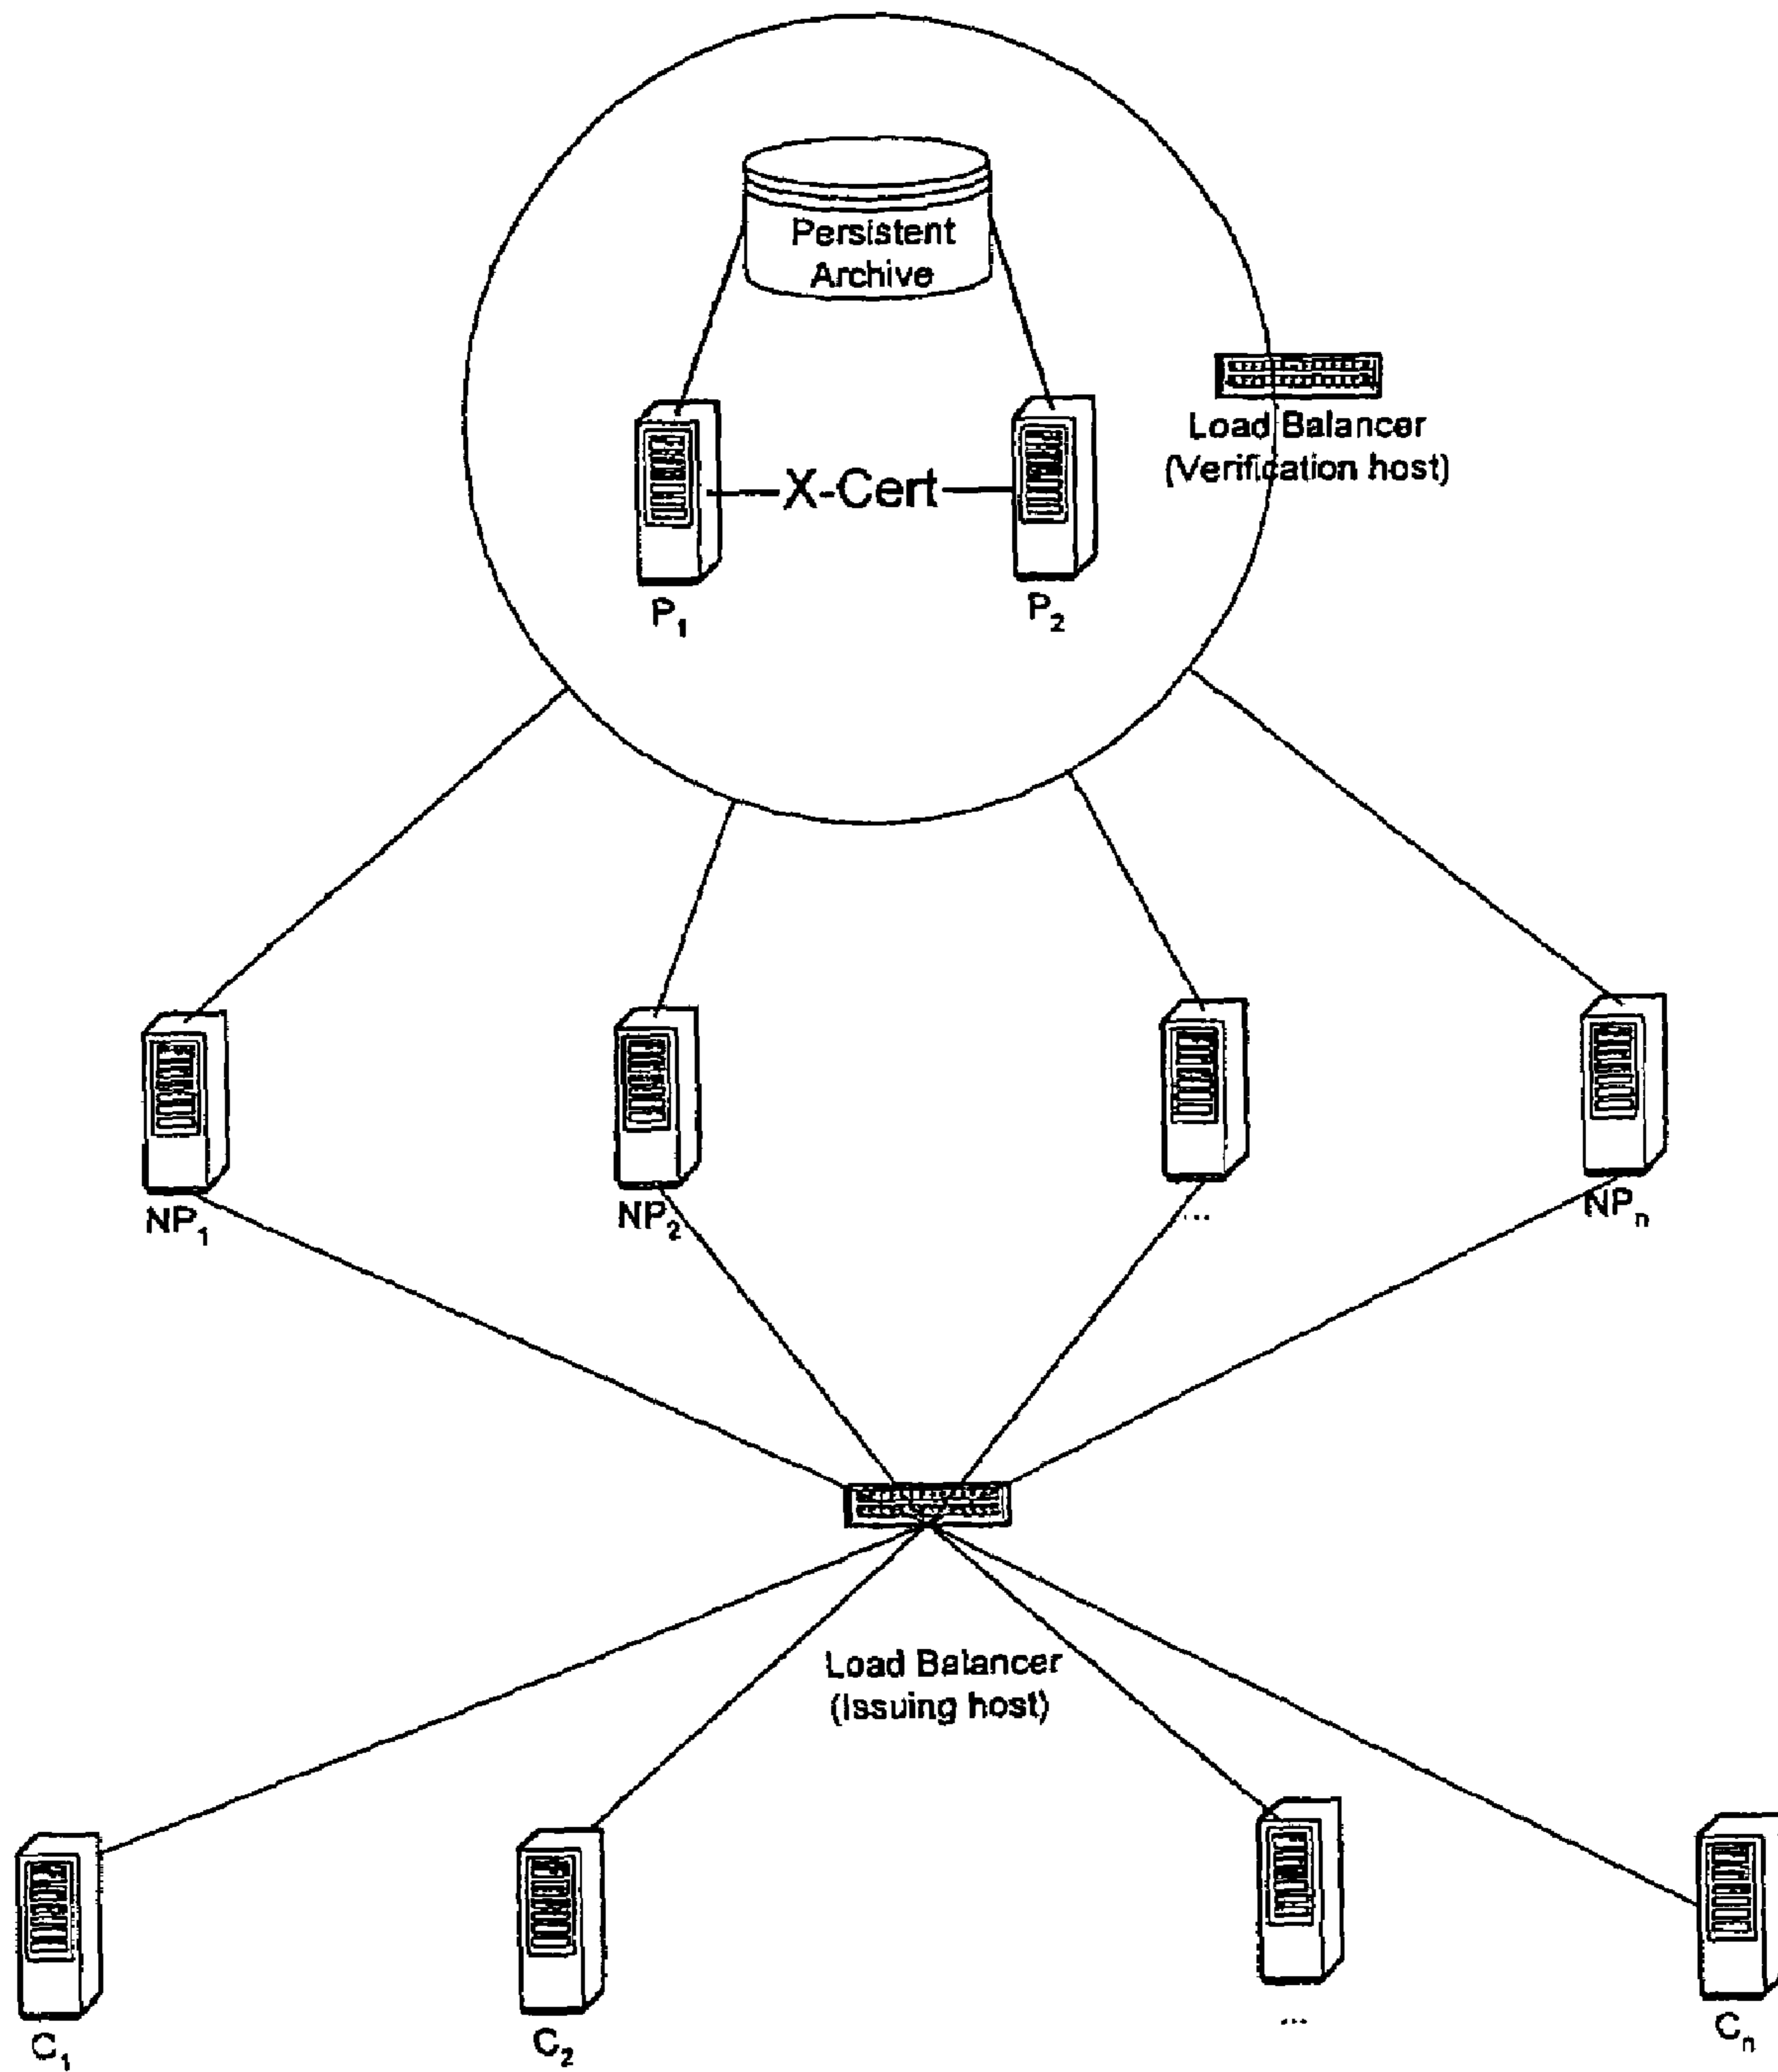 Persistent
Archive
Load Balancer
(Verification host)
X-Cert
P1
P2
NP1
NP2
...
NPn
Load Balancer
(Issuing host)
C1
C2
...
Cn